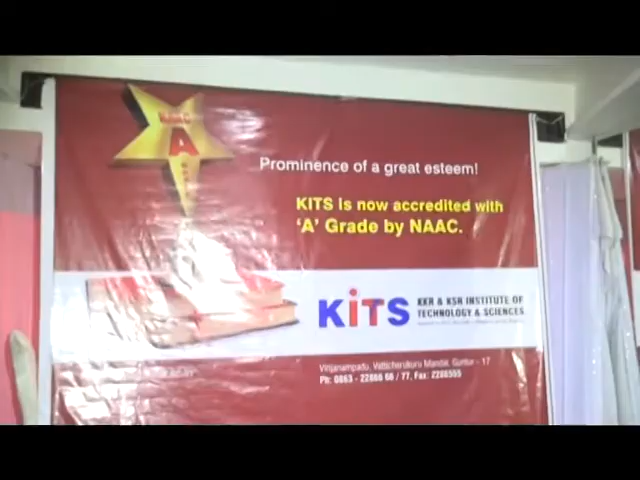 NAAC
A
Prominence of a great esteem!
KITS is now accredited with
'A' Grade by NAAC.
KITS
KKR & KSR INSTITUTE OF
TECHNOLOGY & SCIENCES
Vinjanampadu, Vatticherukuru Mandal, Guntur - 17
Ph: 0863 - 22866 66 / 77, Fax: